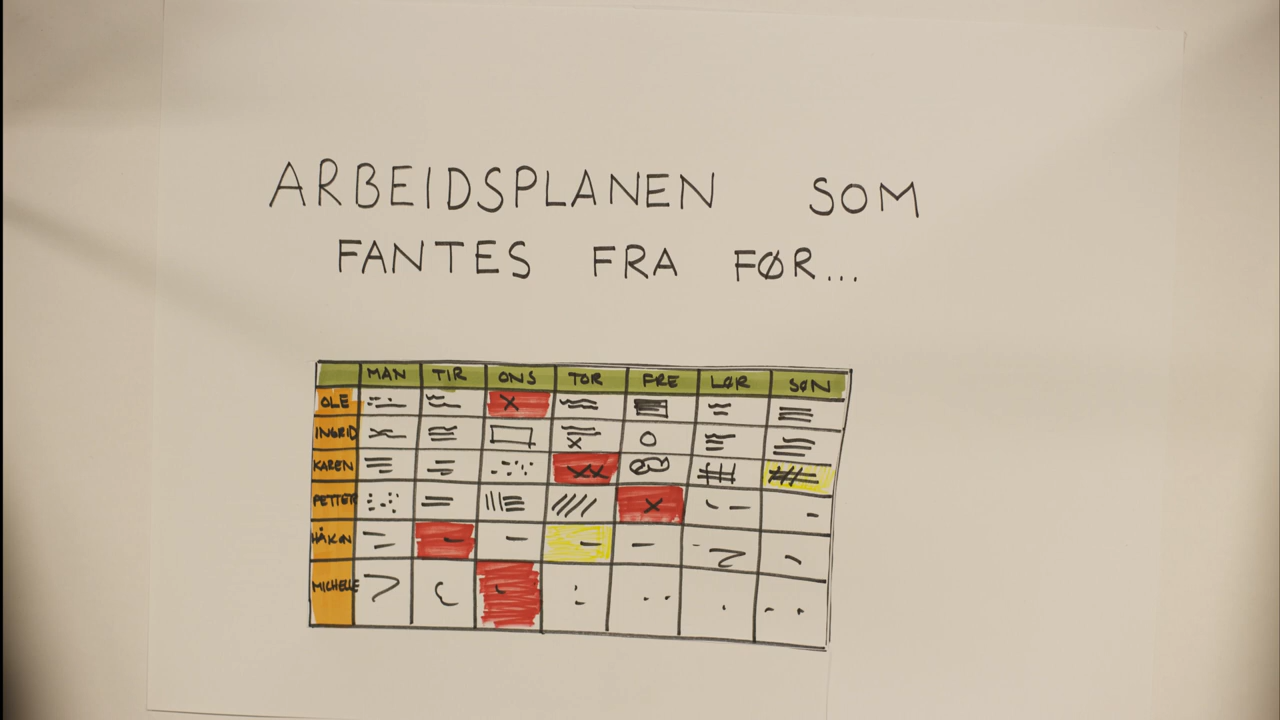 ARBEIDSPLANEN SOM
FANTES FRA FØR...
MAN TIR ONS TOR FRE LØR SØN
OLE
INGRID
KAREN
PETTER
HÅKON
MICHELLE